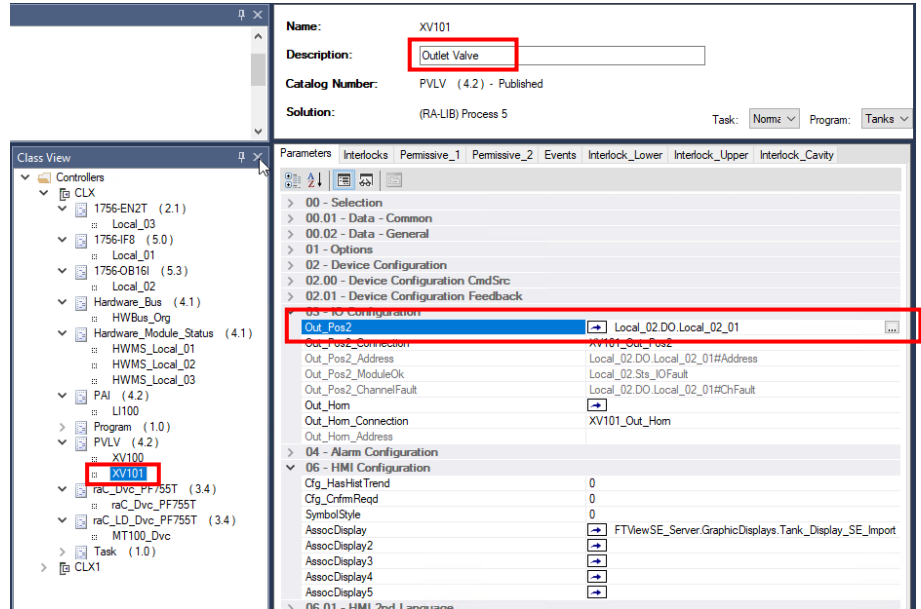 Name: XV101
Description: Outlet Valve
Catalog Number: PVLV (4.2) - Published
Solution: (RA-LIB) Process 5
Task: Norma Program: Tanks
Class View
Controllers
CLX
1756-EN2T (2.1)
Local_03
1756-IF8 (5.0)
Local_01
1756-OB16I (5.3)
Local_02
Hardware_Bus (4.1)
HWBus_Org
Hardware_Module_Status (4.1)
HWMS_Local_01
HWMS_Local_02
HWMS_Local_03
PAI (4.2)
LI100
Program (1.0)
PVLV (4.2)
XV100
XV101
raC_Dvc_PF755T (3.4)
raC_Dvc_PF755T
raC_LD_Dvc_PF755T (3.4)
MT100_Dvc
Task (1.0)
CLX1
Parameters Interlocks Permissive_1 Permissive_2 Events Interlock_Lower Interlock_Upper Interlock_Cavity
00 - Selection
00.01 - Data - Common
00.02 - Data - General
01 - Options
02 - Device Configuration
02.00 - Device Configuration CmdSrc
02.01 - Device Configuration Feedback
03 - IO Configuration
Out_Pos2 Local_02.DO.Local_02_01 ...
Out_Pos2_Connection XV101_Out_Pos2
Out_Pos2_Address Local_02.DO.Local_02_01#Address
Out_Pos2_ModuleOk Local_02.Sts_IOFault
Out_Pos2_ChannelFault Local_02.DO.Local_02_01#ChFault
Out_Horn
Out_Horn_Connection XV101_Out_Horn
Out_Horn_Address
04 - Alarm Configuration
06 - HMI Configuration
Cfg_HasHistTrend 0
Cfg_CnfrmReqd 0
SymbolStyle 0
AssocDisplay FTViewSE_Server.GraphicDisplays.Tank_Display_SE_Import
AssocDisplay2
AssocDisplay3
AssocDisplay4
AssocDisplay5
06.01 - HMI 2nd Language